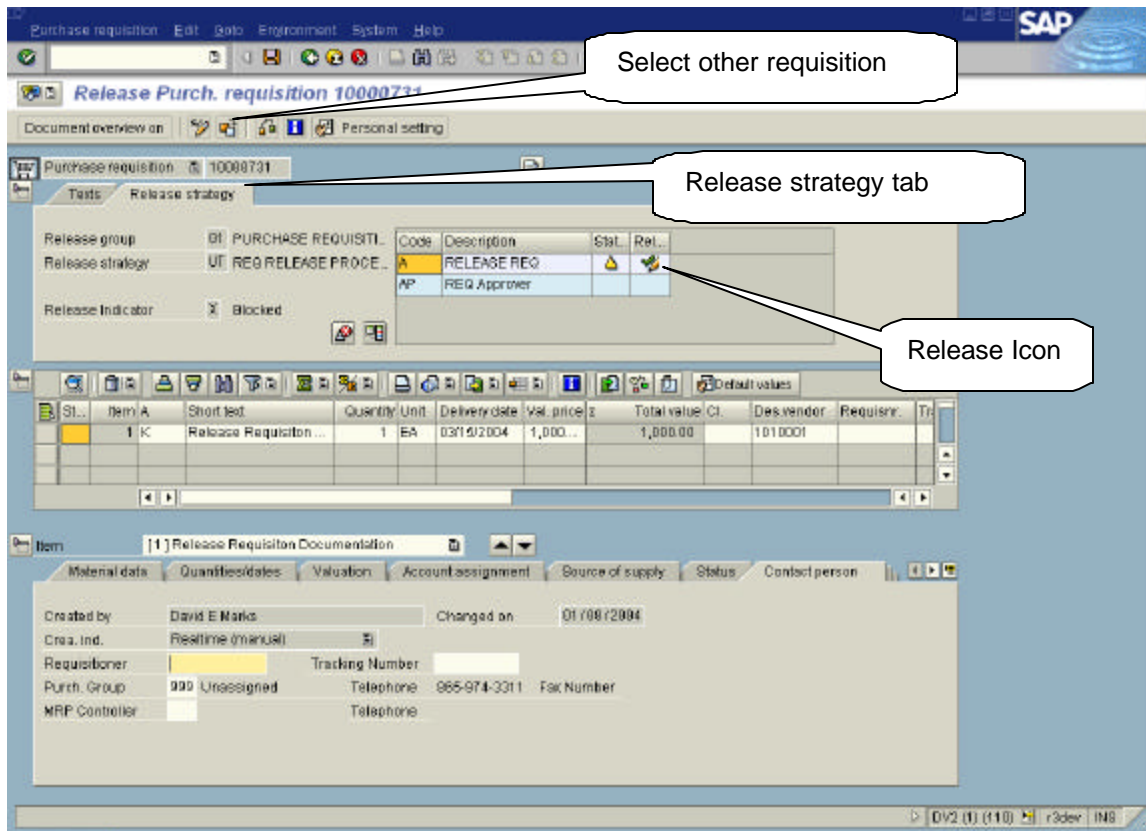 Purchase requisition Edit Goto Environment System Help
SAP
Select other requisition
Release Purch. requisition 10000731
Document overview on Personal setting
Purchase requisition 10000731
Release strategy tab
Texts Release strategy
Release group 01 PURCHASE REQUISITI..
Code Description Stat.. Rel...
Release strategy UT REQ RELEASE PROCE..
A RELEASE REQ
AP REQ Approver
Release Indicator X Blocked
Release Icon
Default values
St... Item A Short text Quantity Unit Delivery date Val. price Σ Total value Cl. Des.vendor Requisnr. Tr
1 K Release Requisiton ... 1 EA 03/15/2004 1,000... 1,000.00 1010001
Item [ 1 ] Release Requisiton Documentation
Material data Quantities/dates Valuation Account assignment Source of supply Status Contact person
Created by David E Marks Changed on 01/08/2004
Crea. ind. Realtime (manual)
Requisitioner Tracking Number
Purch. Group 999 Unassigned Telephone 865-974-3311 Fax Number
MRP Controller Telephone
DV2 (1) (110) r3dev INS